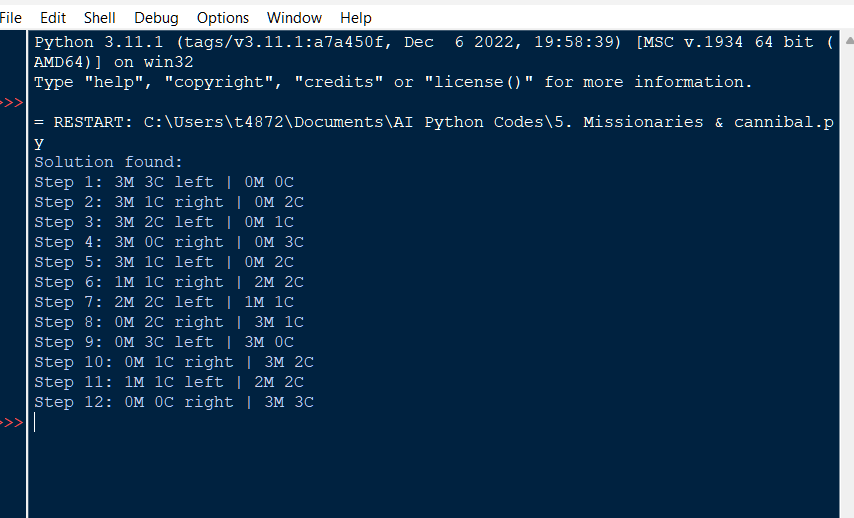 File Edit Shell Debug Options Window Help
Python 3.11.1 (tags/v3.11.1:a7a450f, Dec  6 2022, 19:58:39) [MSC v.1934 64 bit (
AMD64)] on win32
Type "help", "copyright", "credits" or "license()" for more information.
>>>
= RESTART: C:\Users\t4872\Documents\AI Python Codes\5. Missionaries & cannibal.p
y
Solution found:
Step 1: 3M 3C left | 0M 0C
Step 2: 3M 1C right | 0M 2C
Step 3: 3M 2C left | 0M 1C
Step 4: 3M 0C right | 0M 3C
Step 5: 3M 1C left | 0M 2C
Step 6: 1M 1C right | 2M 2C
Step 7: 2M 2C left | 1M 1C
Step 8: 0M 2C right | 3M 1C
Step 9: 0M 3C left | 3M 0C
Step 10: 0M 1C right | 3M 2C
Step 11: 1M 1C left | 2M 2C
Step 12: 0M 0C right | 3M 3C
>>>